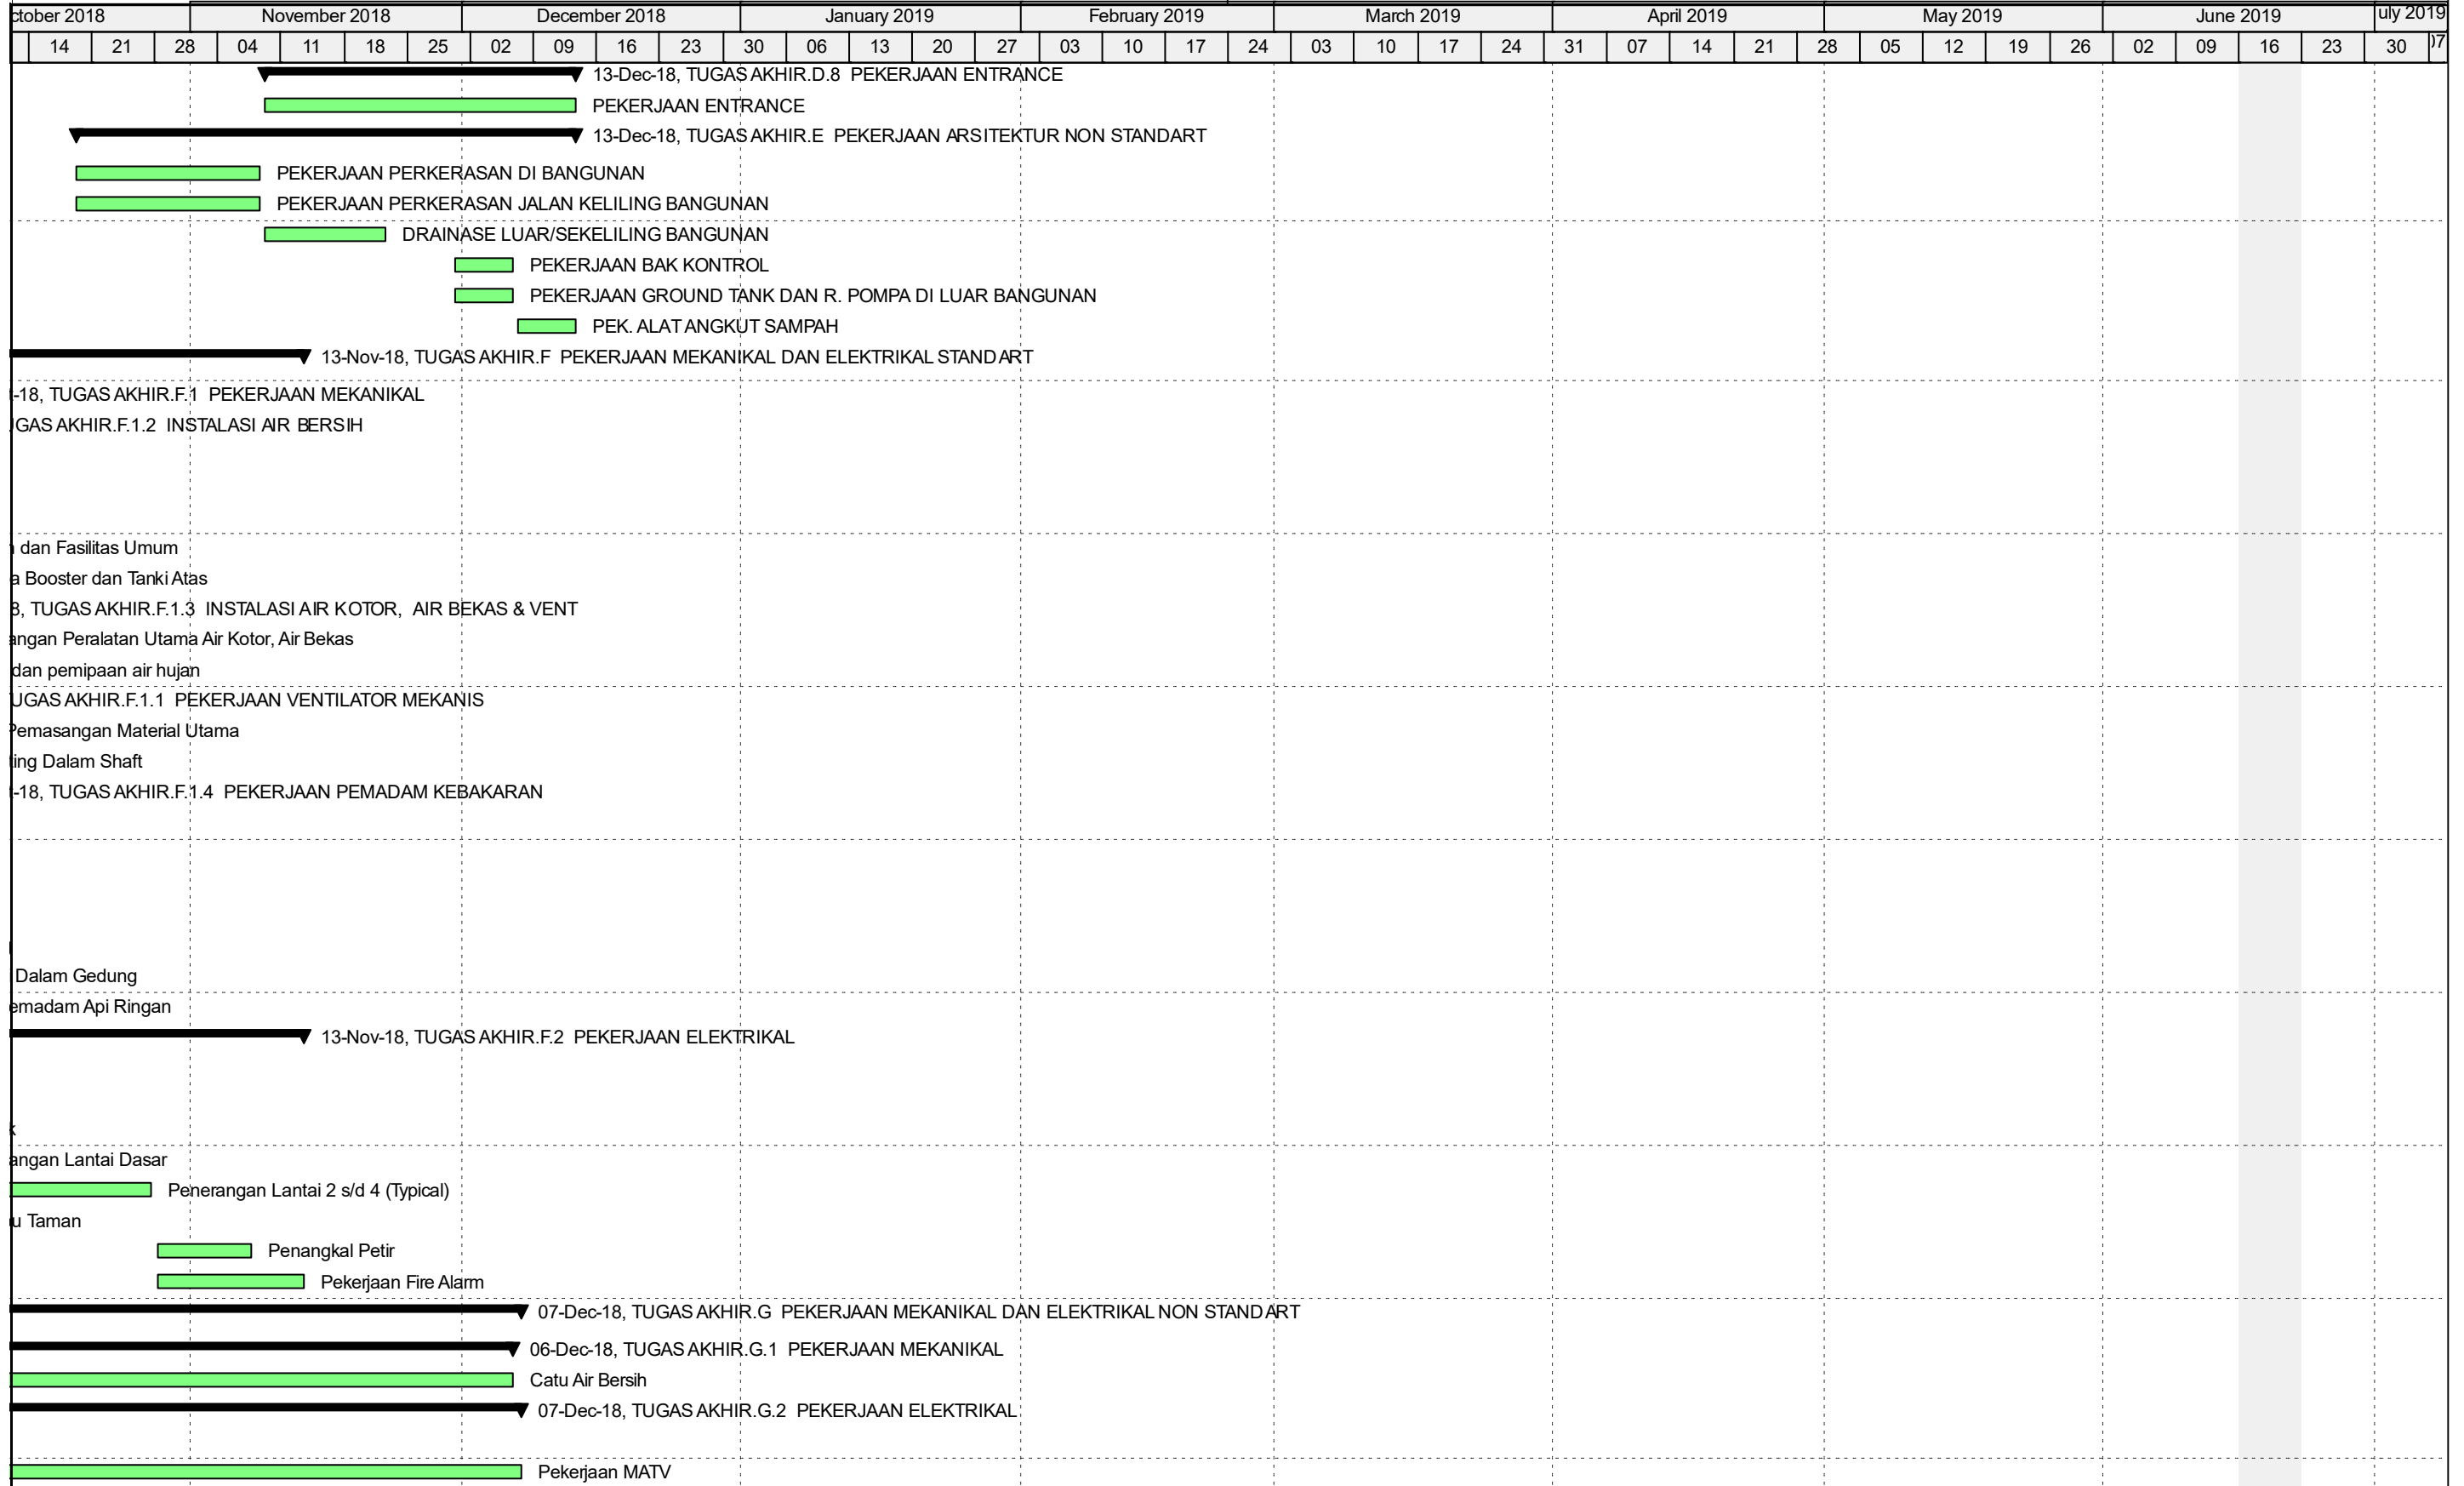 ctober 2018 November 2018 December 2018 January 2019 February 2019 March 2019 April 2019 May 2019 June 2019 uly 2019
14 21 28 04 11 18 25 02 09 16 23 30 06 13 20 27 03 10 17 24 03 10 17 24 31 07 14 21 28 05 12 19 26 02 09 16 23 30 07
13-Dec-18, TUGAS AKHIR.D.8 PEKERJAAN ENTRANCE
PEKERJAAN ENTRANCE
13-Dec-18, TUGAS AKHIR.E PEKERJAAN ARSITEKTUR NON STANDART
PEKERJAAN PERKERASAN DI BANGUNAN
PEKERJAAN PERKERASAN JALAN KELILING BANGUNAN
DRAINASE LUAR/SEKELILING BANGUNAN
PEKERJAAN BAK KONTROL
PEKERJAAN GROUND TANK DAN R. POMPA DI LUAR BANGUNAN
PEK. ALAT ANGKUT SAMPAH
13-Nov-18, TUGAS AKHIR.F PEKERJAAN MEKANIKAL DAN ELEKTRIKAL STANDART
-18, TUGAS AKHIR.F.1 PEKERJAAN MEKANIKAL
GAS AKHIR.F.1.2 INSTALASI AIR BERSIH
dan Fasilitas Umum
a Booster dan Tanki Atas
8, TUGAS AKHIR.F.1.3 INSTALASI AIR KOTOR, AIR BEKAS & VENT
angan Peralatan Utama Air Kotor, Air Bekas
dan pemipaan air hujan
UGAS AKHIR.F.1.1 PEKERJAAN VENTILATOR MEKANIS
Pemasangan Material Utama
ting Dalam Shaft
-18, TUGAS AKHIR.F.1.4 PEKERJAAN PEMADAM KEBAKARAN
Dalam Gedung
emadam Api Ringan
13-Nov-18, TUGAS AKHIR.F.2 PEKERJAAN ELEKTRIKAL
k
angan Lantai Dasar
Penerangan Lantai 2 s/d 4 (Typical)
u Taman
Penangkal Petir
Pekerjaan Fire Alarm
07-Dec-18, TUGAS AKHIR.G PEKERJAAN MEKANIKAL DAN ELEKTRIKAL NON STANDART
06-Dec-18, TUGAS AKHIR.G.1 PEKERJAAN MEKANIKAL
Catu Air Bersih
07-Dec-18, TUGAS AKHIR.G.2 PEKERJAAN ELEKTRIKAL
Pekerjaan MATV